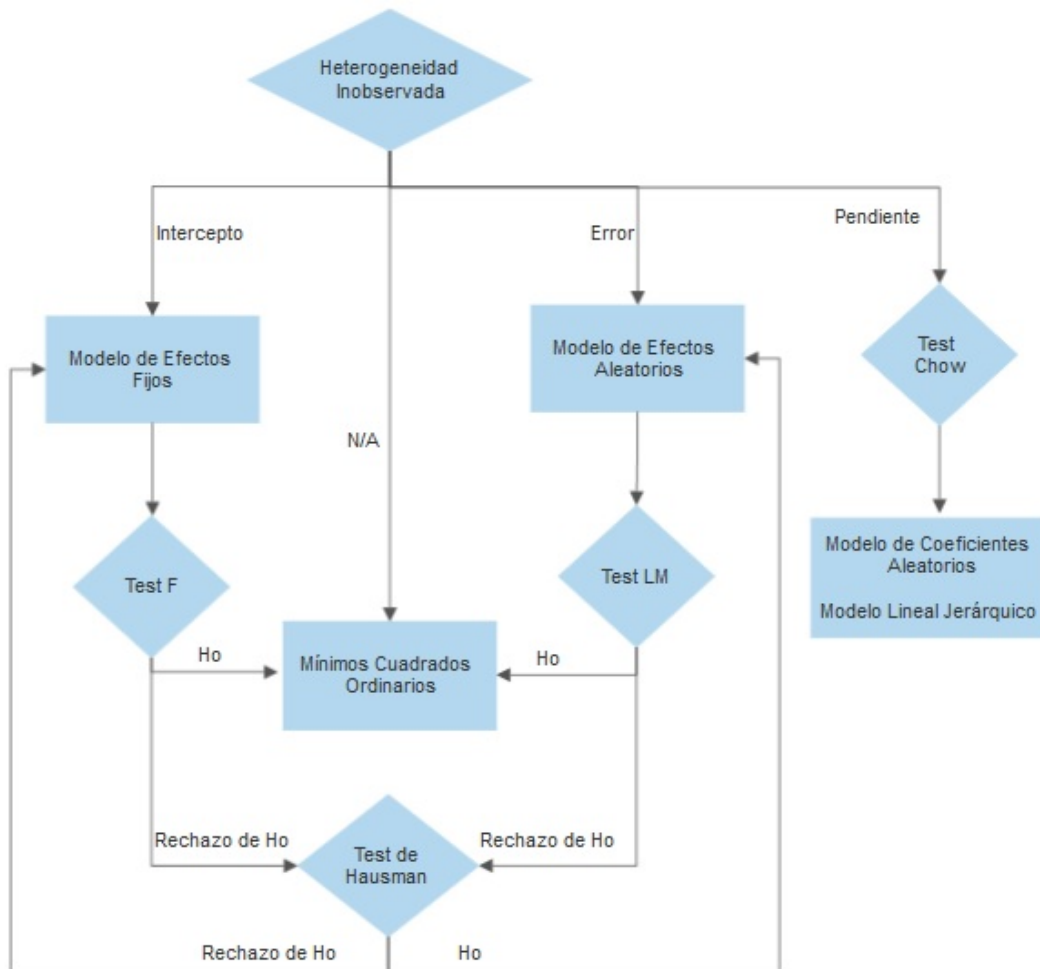 Heterogeneidad
Inobservada
Intercepto
Error
Pendiente
Modelo de Efectos
Fijos
Modelo de Efectos
Aleatorios
Test
Chow
N/A
Test F
Test LM
Modelo de Coeficientes
Aleatorios
Modelo Lineal Jerárquico
Ho
Mínimos Cuadrados
Ordinarios
Ho
Rechazo de Ho
Test de
Hausman
Rechazo de Ho
Rechazo de Ho
Ho